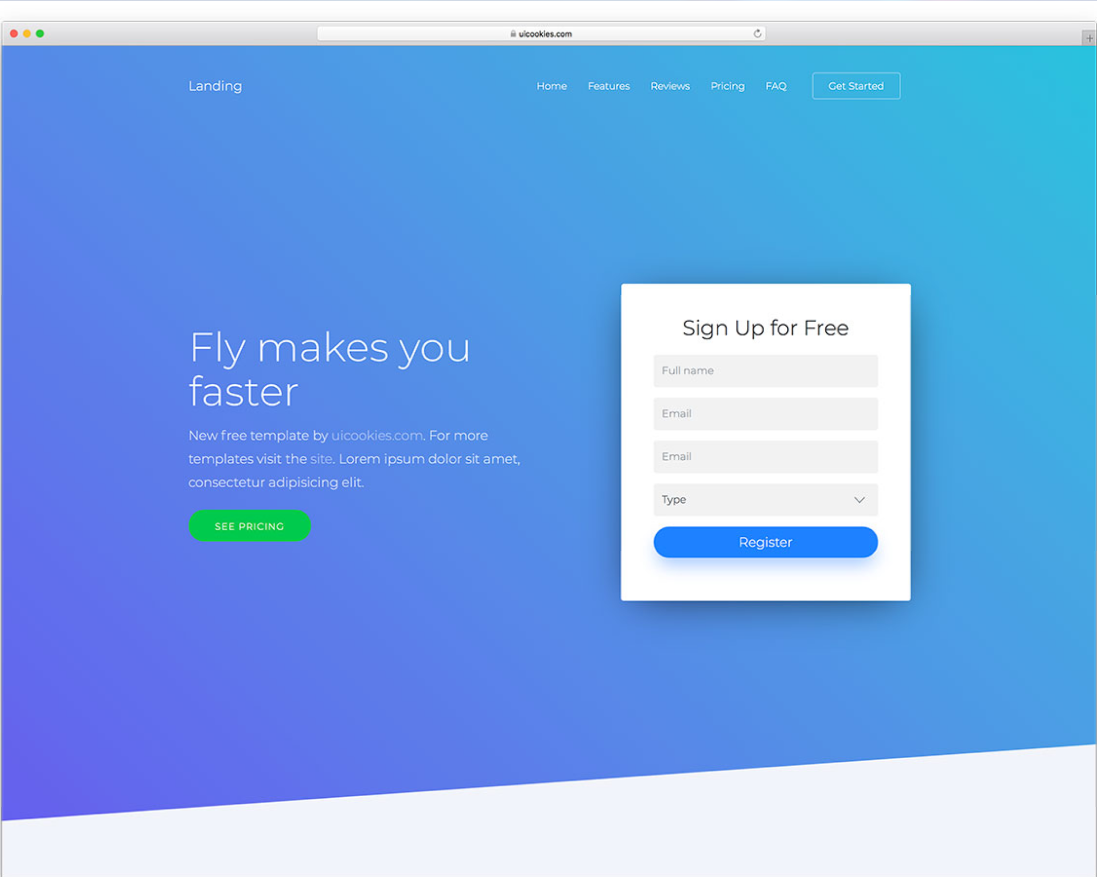 uicookies.com
Landing
Home Features Reviews Pricing FAQ Get Started
Fly makes you
faster
New free template by uicookies.com. For more
templates visit the site. Lorem ipsum dolor sit amet,
consectetur adipisicing elit.
SEE PRICING
Sign Up for Free
Full name
Email
Email
Type
Register